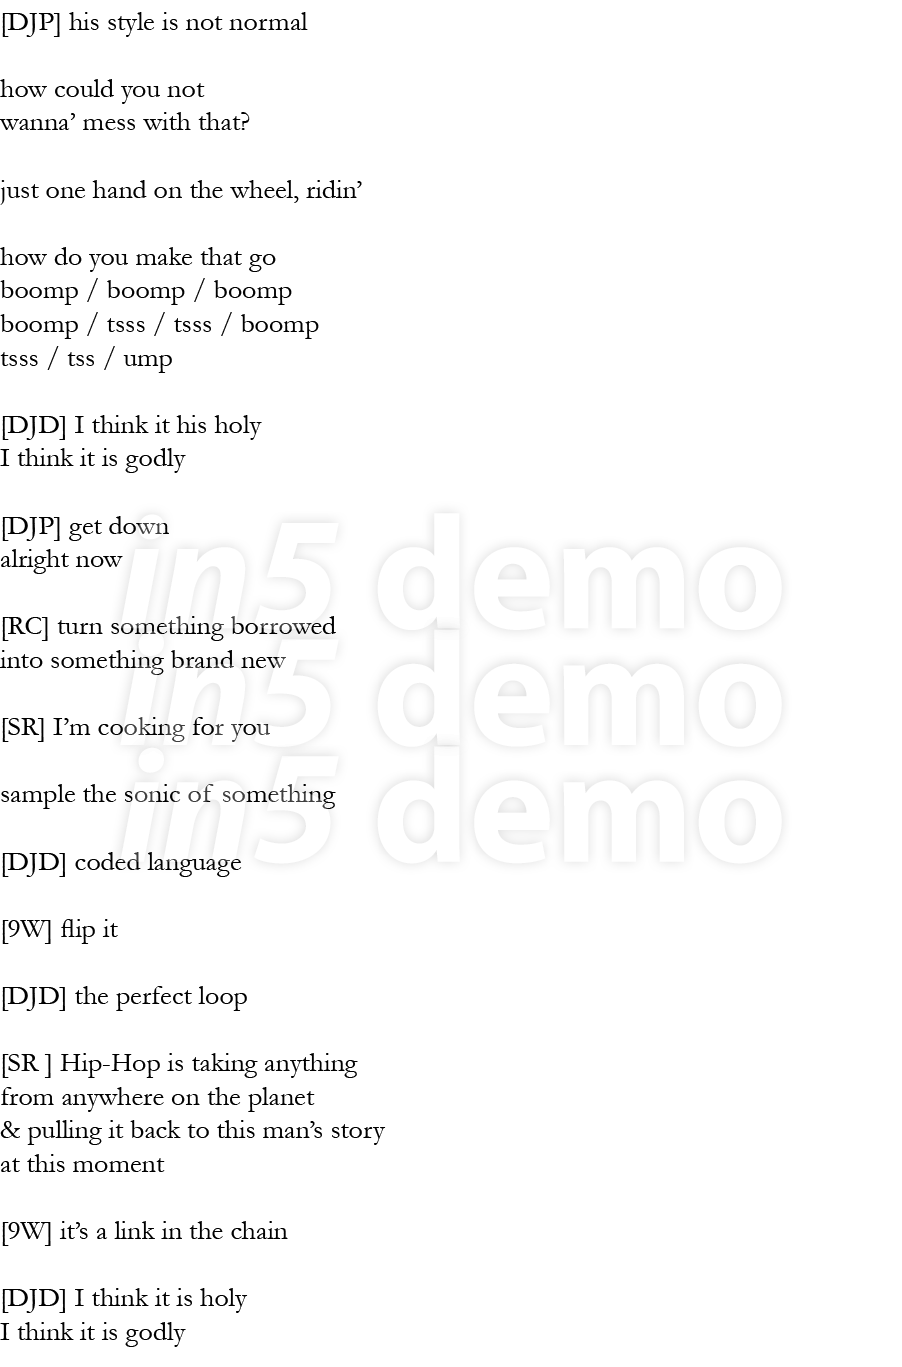 [DJP] his style is not normal
how could you not
wanna’ mess with that?
just one hand on the wheel, ridin’
how do you make that go
boomp / boomp / boomp
boomp / tsss / tsss / boomp
tsss / tss / ump
[DJD] I think it his holy
I think it is godly
[DJP] get down
alright now
[RC] turn something borrowed
into something brand new
[SR] I’m cooking for you
sample the sonic of something
[DJD] coded language
[9W] flip it
[DJD] the perfect loop
[SR ] Hip-Hop is taking anything
from anywhere on the planet
& pulling it back to this man’s story
at this moment
[9W] it’s a link in the chain
[DJD] I think it is holy
I think it is godly
in5 demo
in5 demo
in5 demo